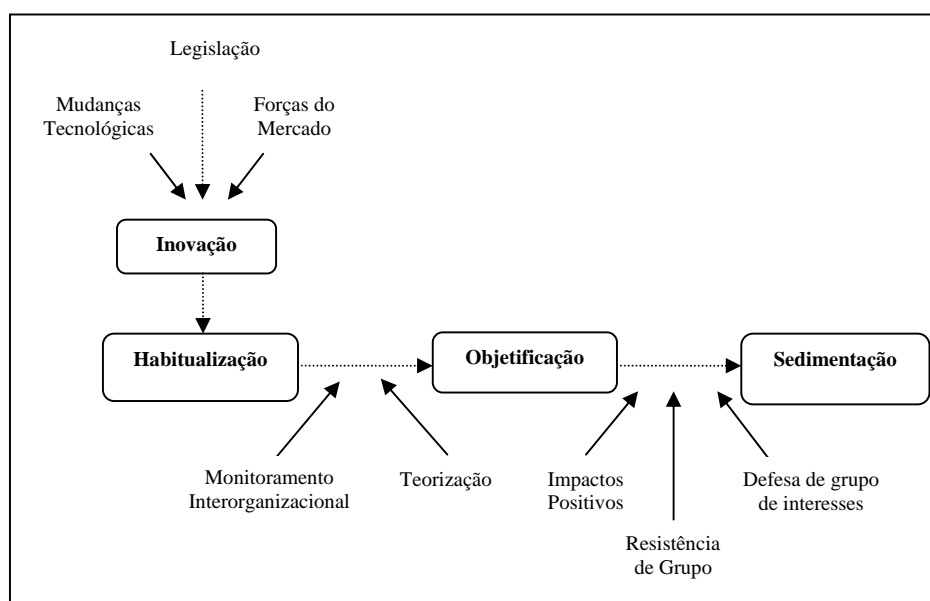 Legislação
Mudanças
Tecnológicas
Forças do
Mercado
Inovação
Habitualização
Objetificação
Sedimentação
Monitoramento
Interorganizacional
Teorização
Impactos
Positivos
Defesa de grupo
de interesses
Resistência
de Grupo